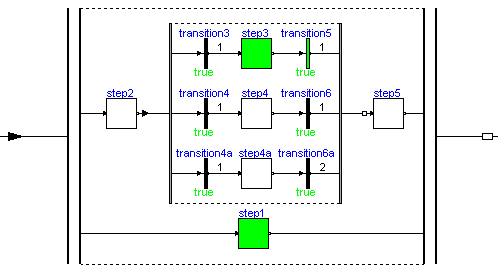 transition3 step3 transition5
1 1
true true
step2 transition4 step4 transition6 step5
1 1
true true
transition4a step4a transition6a
1 2
true true
step1